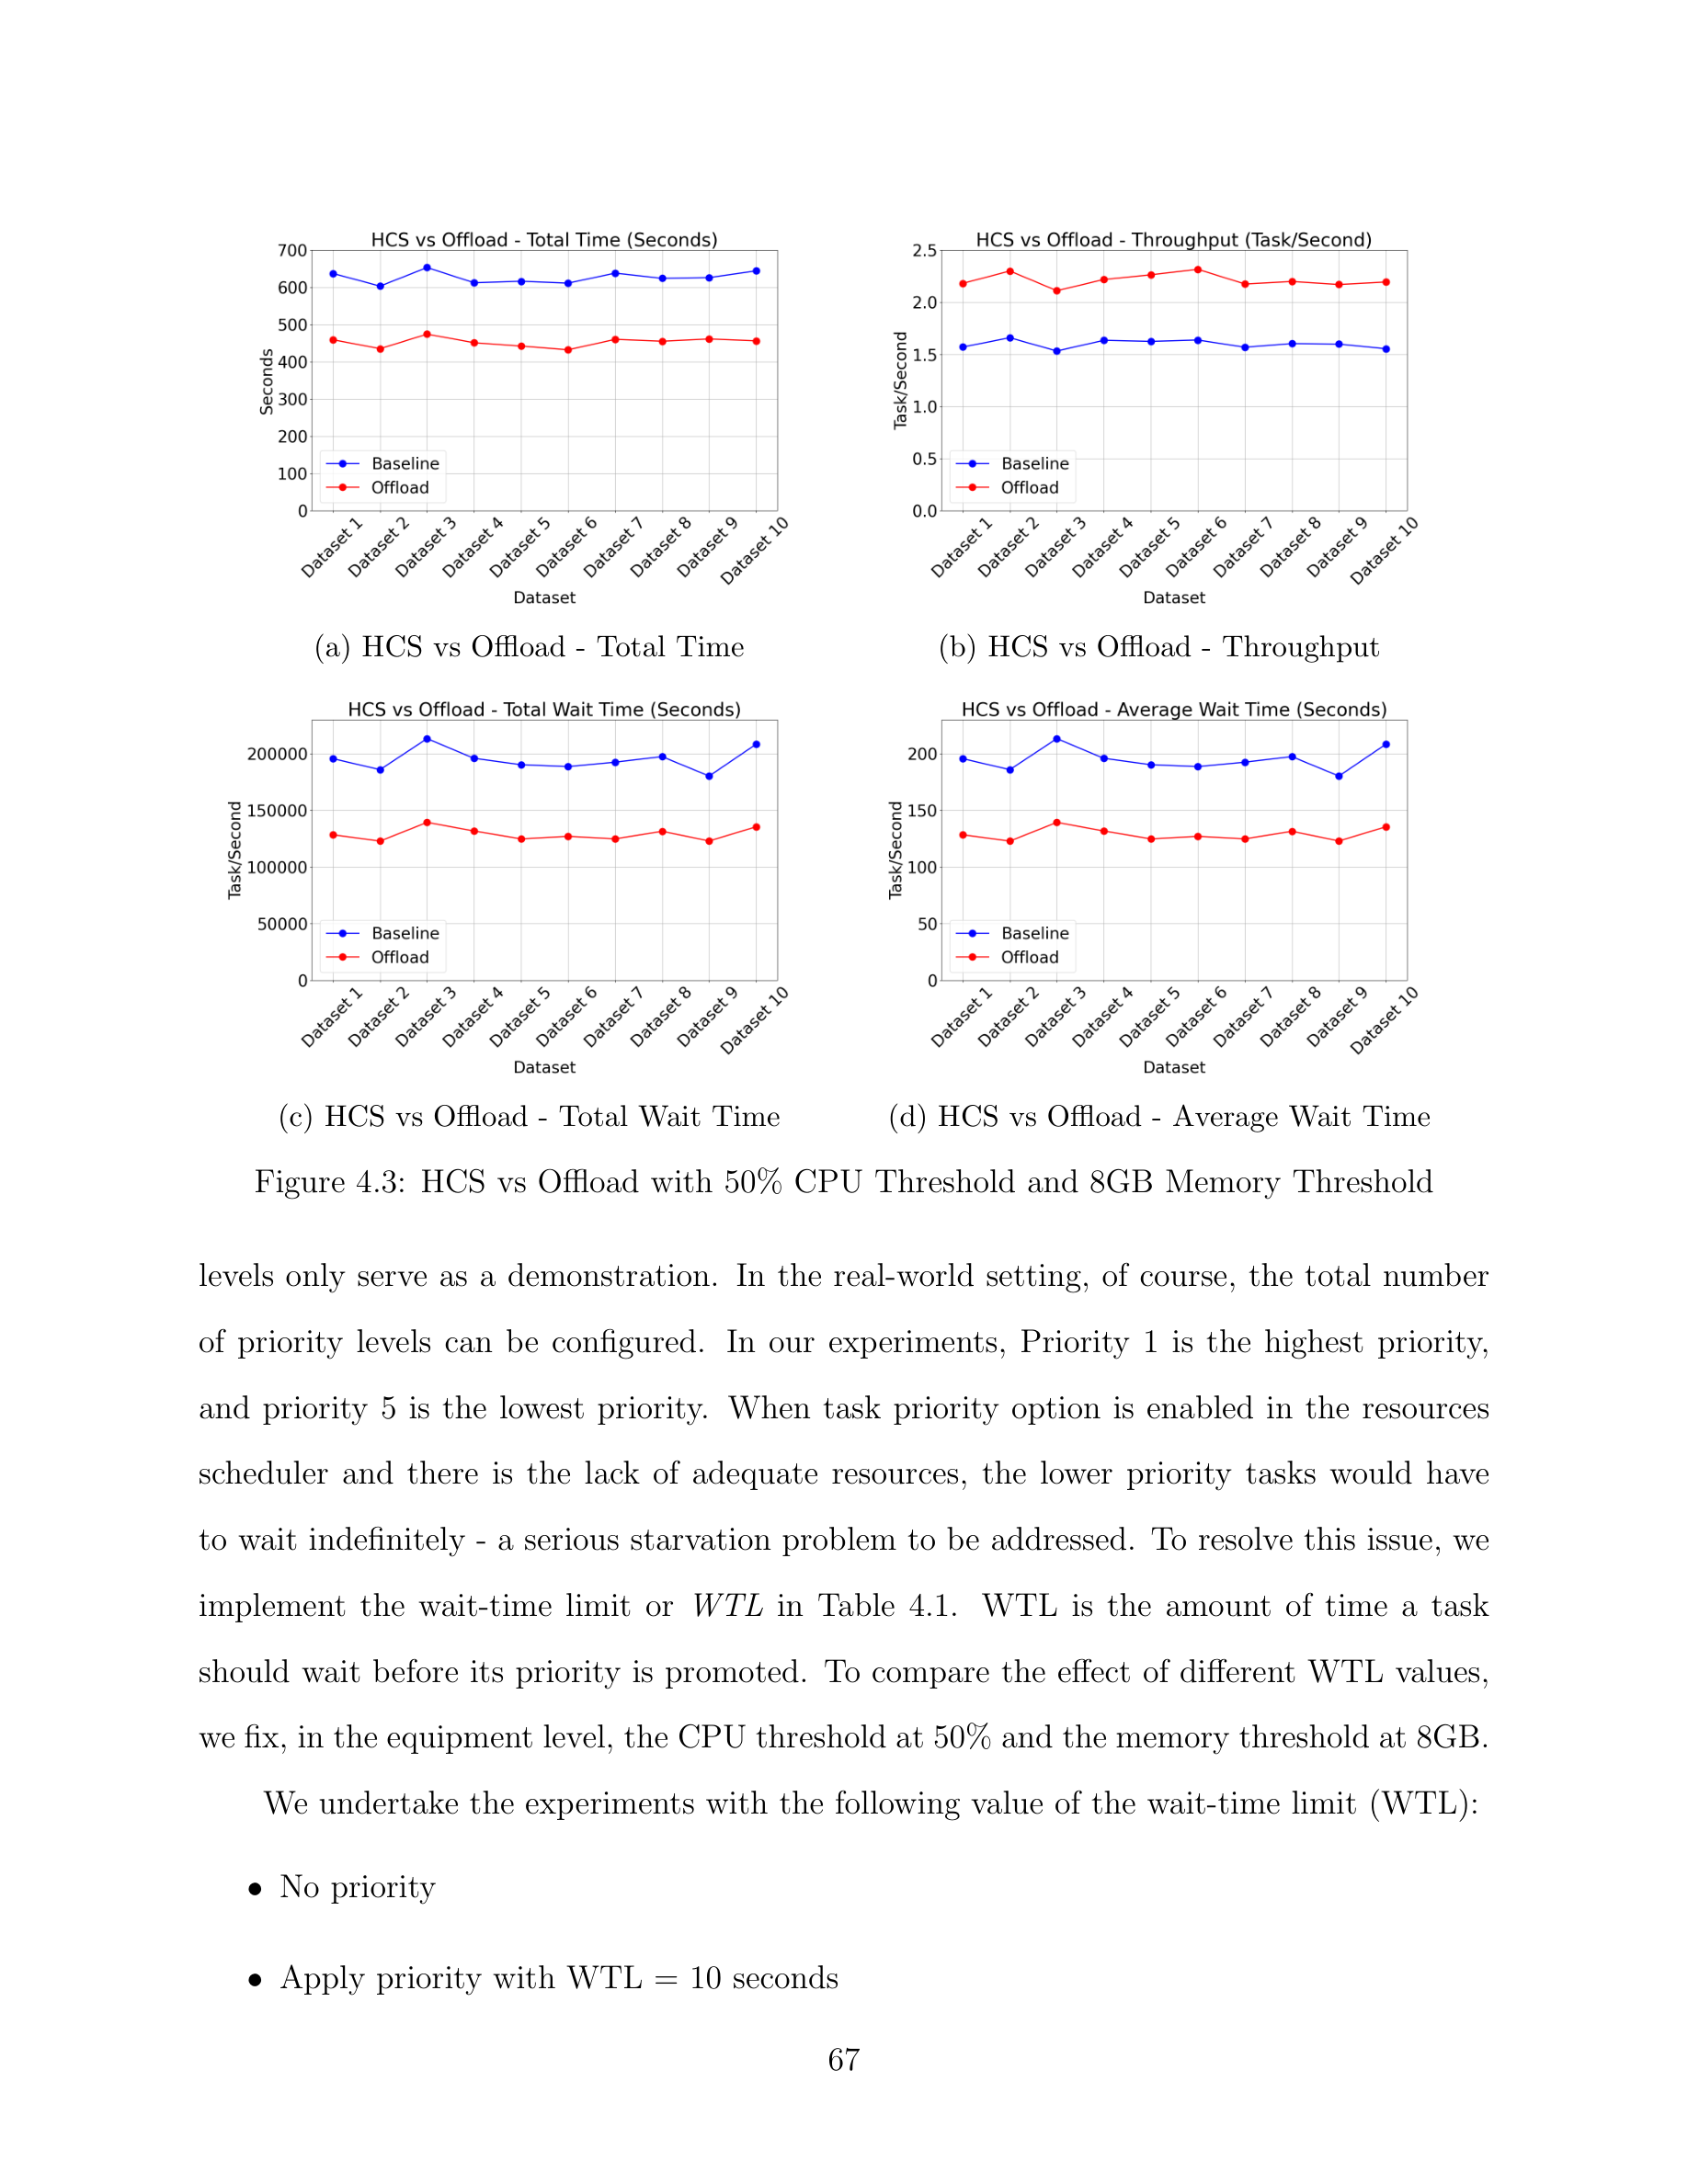 HCS vs Offload - Total Time (Seconds)
700
600
500
400
300
200
100
0
Seconds
Baseline
Offload
Dataset 1
Dataset 2
Dataset 3
Dataset 4
Dataset 5
Dataset 6
Dataset 7
Dataset 8
Dataset 9
Dataset 10
Dataset
(a) HCS vs Offload - Total Time
HCS vs Offload - Throughput (Task/Second)
2.5
2.0
1.5
1.0
0.5
0.0
Task/Second
Baseline
Offload
Dataset 1
Dataset 2
Dataset 3
Dataset 4
Dataset 5
Dataset 6
Dataset 7
Dataset 8
Dataset 9
Dataset 10
Dataset
(b) HCS vs Offload - Throughput
HCS vs Offload - Total Wait Time (Seconds)
200000
150000
100000
50000
0
Task/Second
Baseline
Offload
Dataset 1
Dataset 2
Dataset 3
Dataset 4
Dataset 5
Dataset 6
Dataset 7
Dataset 8
Dataset 9
Dataset 10
Dataset
(c) HCS vs Offload - Total Wait Time
HCS vs Offload - Average Wait Time (Seconds)
200
150
100
50
0
Task/Second
Baseline
Offload
Dataset 1
Dataset 2
Dataset 3
Dataset 4
Dataset 5
Dataset 6
Dataset 7
Dataset 8
Dataset 9
Dataset 10
Dataset
(d) HCS vs Offload - Average Wait Time
Figure 4.3: HCS vs Offload with 50% CPU Threshold and 8GB Memory Threshold
levels only serve as a demonstration. In the real-world setting, of course, the total number
of priority levels can be configured. In our experiments, Priority 1 is the highest priority,
and priority 5 is the lowest priority. When task priority option is enabled in the resources
scheduler and there is the lack of adequate resources, the lower priority tasks would have
to wait indefinitely - a serious starvation problem to be addressed. To resolve this issue, we
implement the wait-time limit or WTL in Table 4.1. WTL is the amount of time a task
should wait before its priority is promoted. To compare the effect of different WTL values,
we fix, in the equipment level, the CPU threshold at 50% and the memory threshold at 8GB.
We undertake the experiments with the following value of the wait-time limit (WTL):
• No priority
• Apply priority with WTL = 10 seconds
67